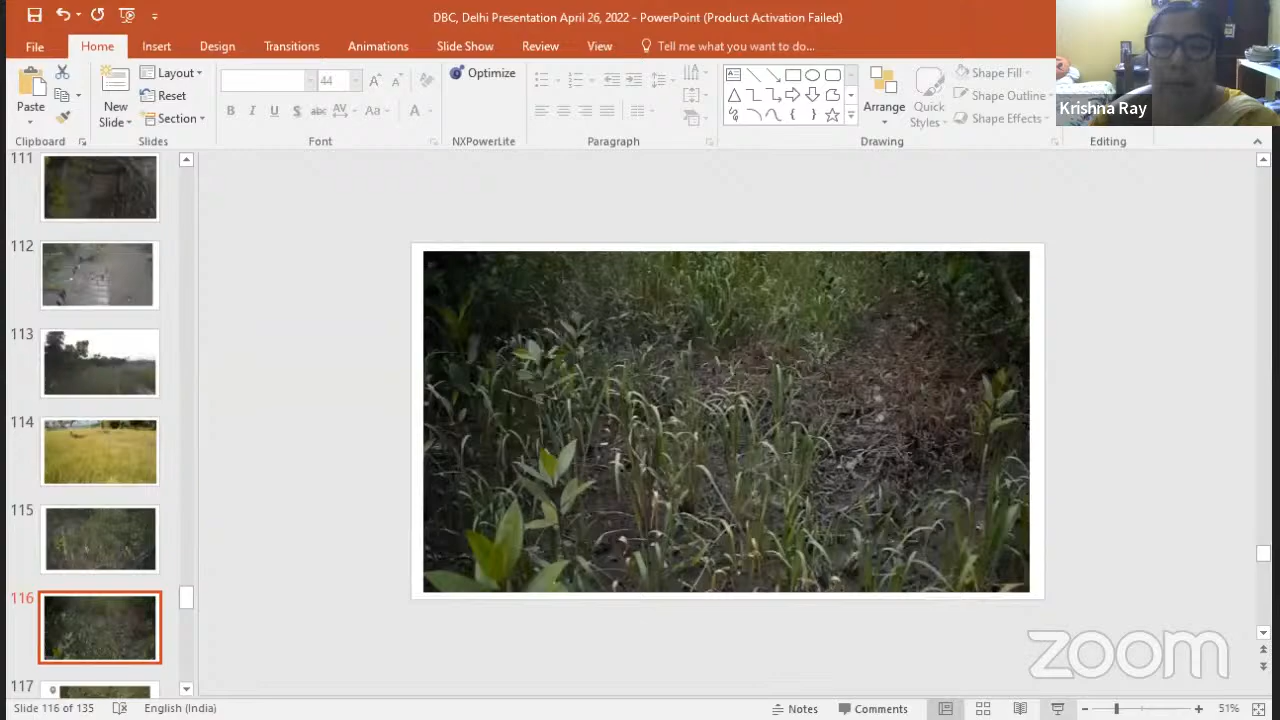 DBC, Delhi Presentation April 26, 2022 - PowerPoint (Product Activation Failed)
File Home Insert Design Transitions Animations Slide Show Review View Tell me what you want to do...
Paste
New Slide
Layout
Reset
Section
44
B I U S abc AV Aa A
Optimize
Arrange
Quick Styles
Shape Fill
Shape Outline
Shape Effects
Clipboard Slides Font NXPowerLite Paragraph Drawing Editing
Krishna Ray
111
112
113
114
115
116
117
zoom
Slide 116 of 135 English (India) Notes Comments 51%